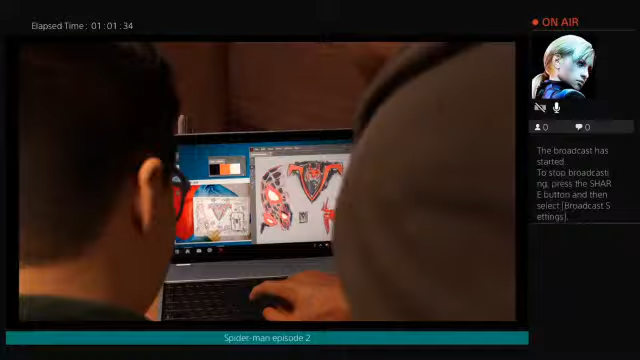 Elapsed Time : 01 : 01 : 34
ON AIR
0 0
The broadcast has
started.
To stop broadcasti
ng, press the SHAR
E button and then
select [Broadcast S
ettings].
Spider-man episode 2